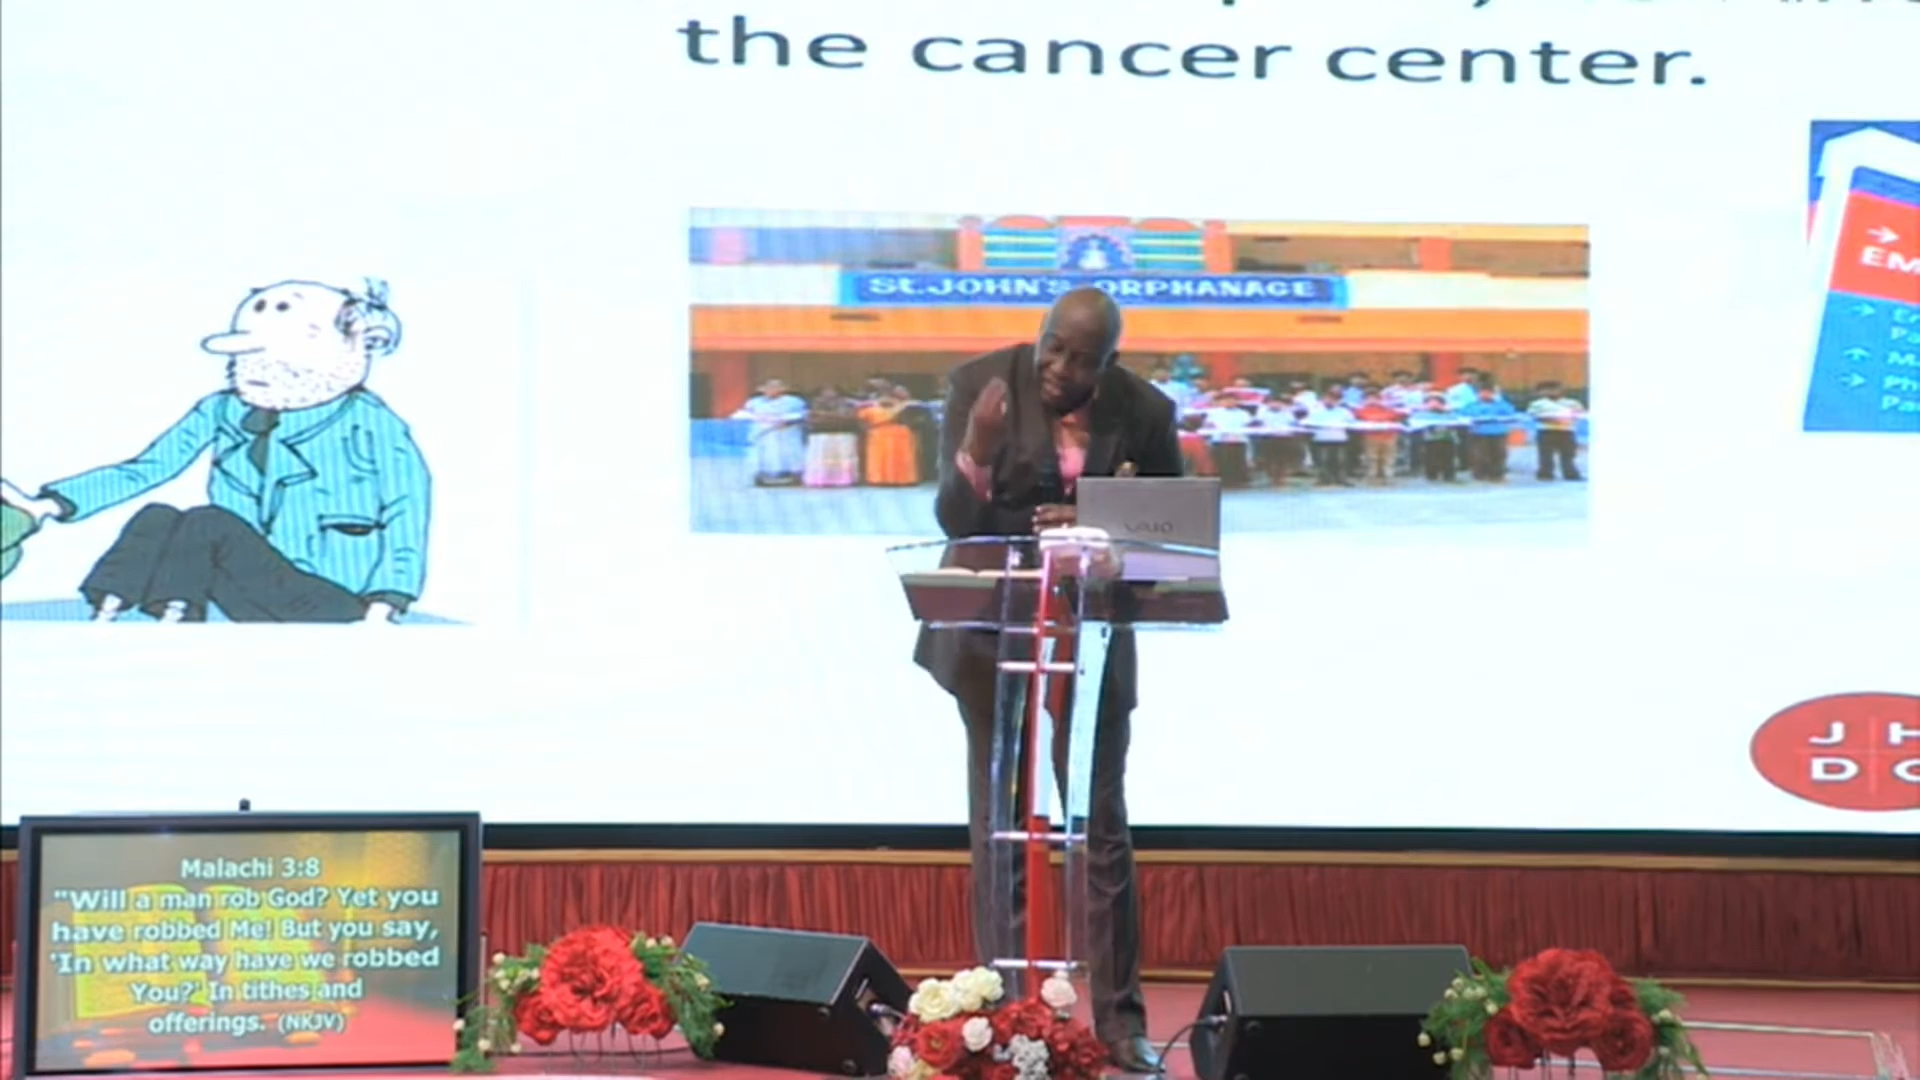 the cancer center.
St.JOHN'S ORPHANAGE
VAIO
J H
D
Malachi 3:8
"Will a man rob God? Yet you
have robbed Me! But you say,
'In what way have we robbed
You?' In tithes and
offerings. (NKJV)